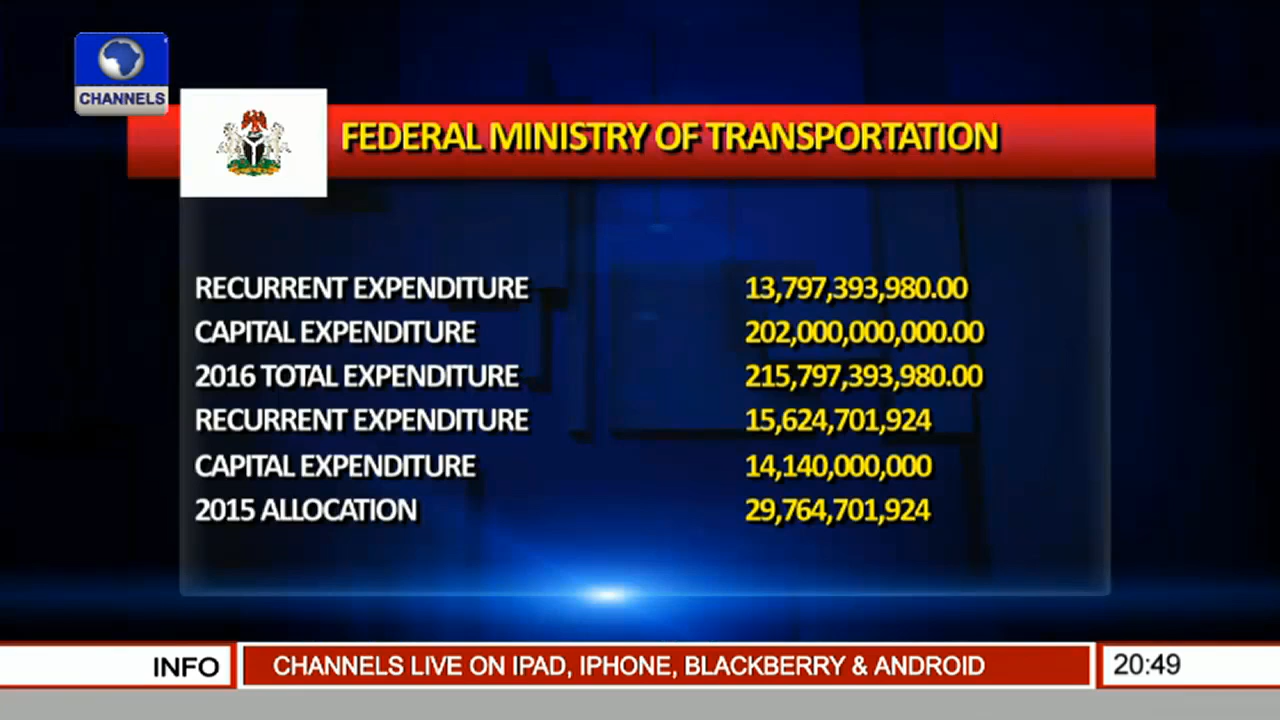 CHANNELS
FEDERAL MINISTRY OF TRANSPORTATION
RECURRENT EXPENDITURE 13,797,393,980.00
CAPITAL EXPENDITURE 202,000,000,000.00
2016 TOTAL EXPENDITURE 215,797,393,980.00
RECURRENT EXPENDITURE 15,624,701,924
CAPITAL EXPENDITURE 14,140,000,000
2015 ALLOCATION 29,764,701,924
INFO CHANNELS LIVE ON IPAD, IPHONE, BLACKBERRY & ANDROID 20:49